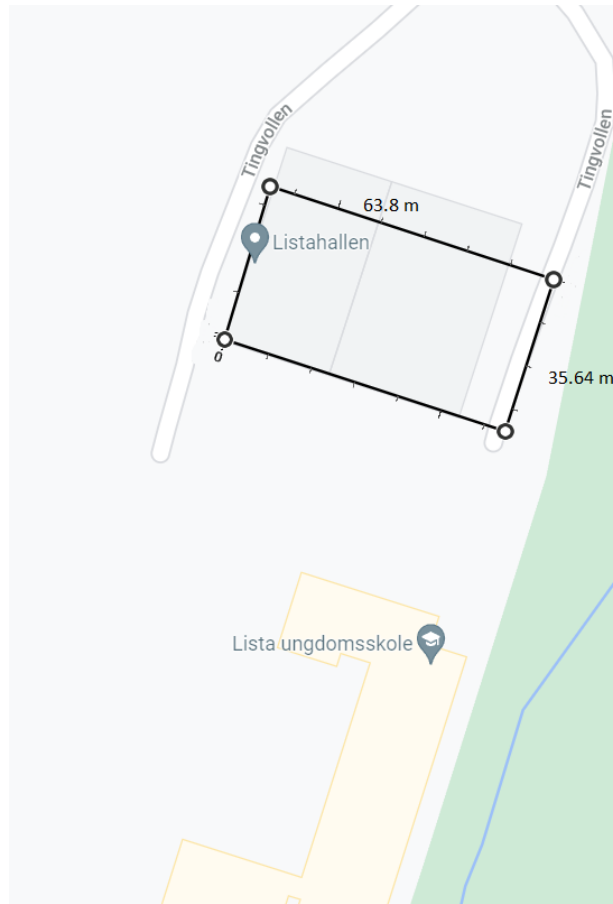 Tingvollen
Tingvollen
63.8 m
Listahallen
0
35.64 m
Lista ungdomsskole